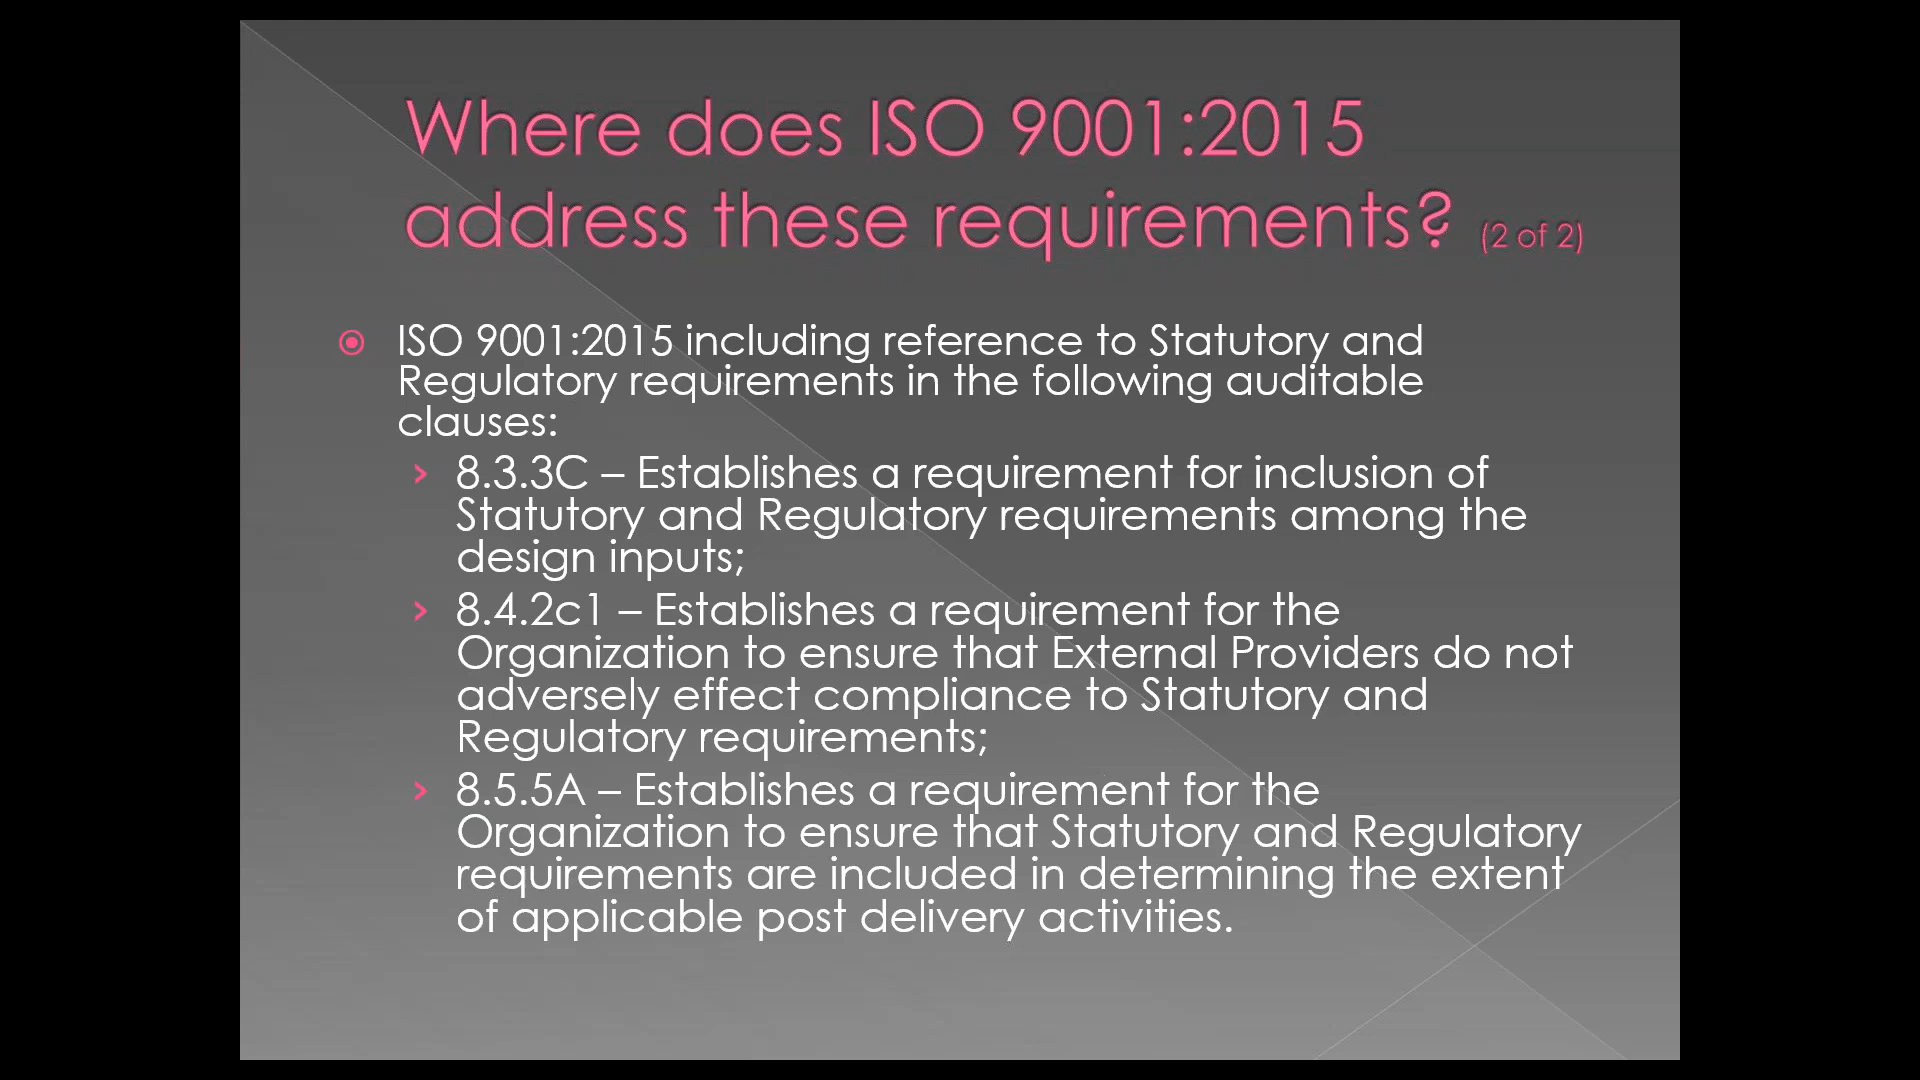 Where does ISO 9001:2015
address these requirements? (2 of 2)
ISO 9001:2015 including reference to Statutory and
Regulatory requirements in the following auditable
clauses:
8.3.3C – Establishes a requirement for inclusion of
Statutory and Regulatory requirements among the
design inputs;
8.4.2c1 – Establishes a requirement for the
Organization to ensure that External Providers do not
adversely effect compliance to Statutory and
Regulatory requirements;
8.5.5A – Establishes a requirement for the
Organization to ensure that Statutory and Regulatory
requirements are included in determining the extent
of applicable post delivery activities.